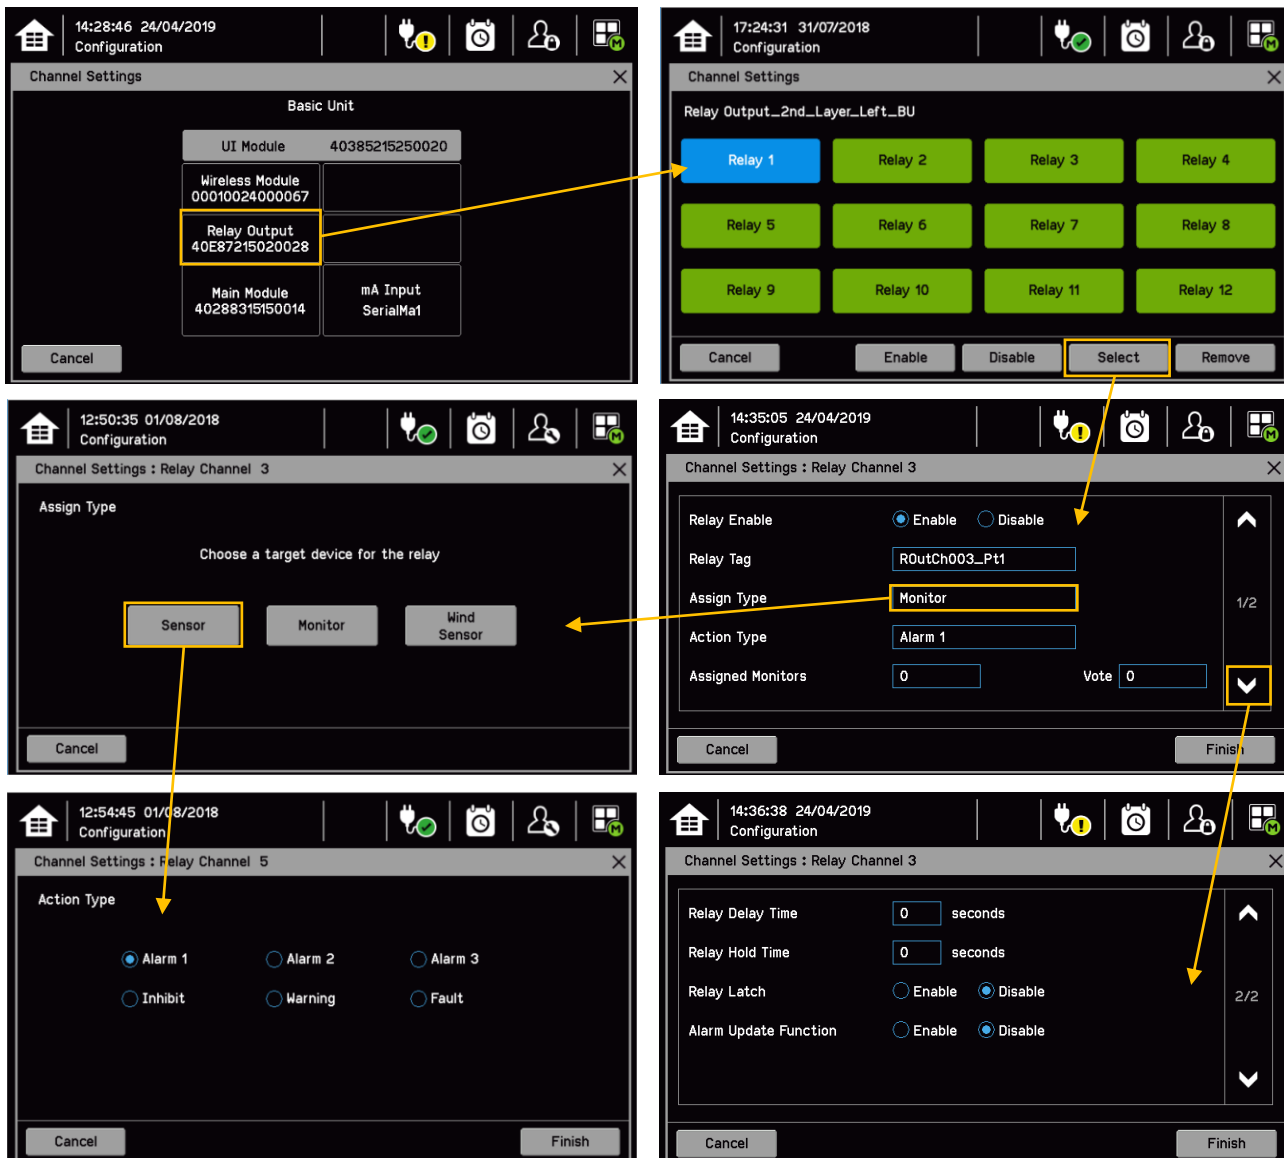 14:28:46 24/04/2019
Configuration
Channel Settings
Basic Unit
UI Module 40385215250020
Wireless Module
00010024000067
Relay Output
40E87215020028
Main Module
40288315150014
mA Input
SerialMa1
Cancel
17:24:31 31/07/2018
Configuration
Channel Settings
Relay Output_2nd_Layer_Left_BU
Relay 1 Relay 2 Relay 3 Relay 4
Relay 5 Relay 6 Relay 7 Relay 8
Relay 9 Relay 10 Relay 11 Relay 12
Cancel Enable Disable Select Remove
12:50:35 01/08/2018
Configuration
Channel Settings : Relay Channel 3
Assign Type
Choose a target device for the relay
Sensor Monitor Wind
Sensor
Cancel
14:35:05 24/04/2019
Configuration
Channel Settings : Relay Channel 3
Relay Enable Enable Disable
Relay Tag ROutCh003_Pt1
Assign Type Monitor
1/2
Action Type Alarm 1
Assigned Monitors 0 Vote 0
Cancel Finish
12:54:45 01/08/2018
Configuration
Channel Settings : Relay Channel 5
Action Type
Alarm 1 Alarm 2 Alarm 3
Inhibit Warning Fault
Cancel Finish
14:36:38 24/04/2019
Configuration
Channel Settings : Relay Channel 3
Relay Delay Time 0 seconds
Relay Hold Time 0 seconds
Relay Latch Enable Disable
2/2
Alarm Update Function Enable Disable
Cancel Finish